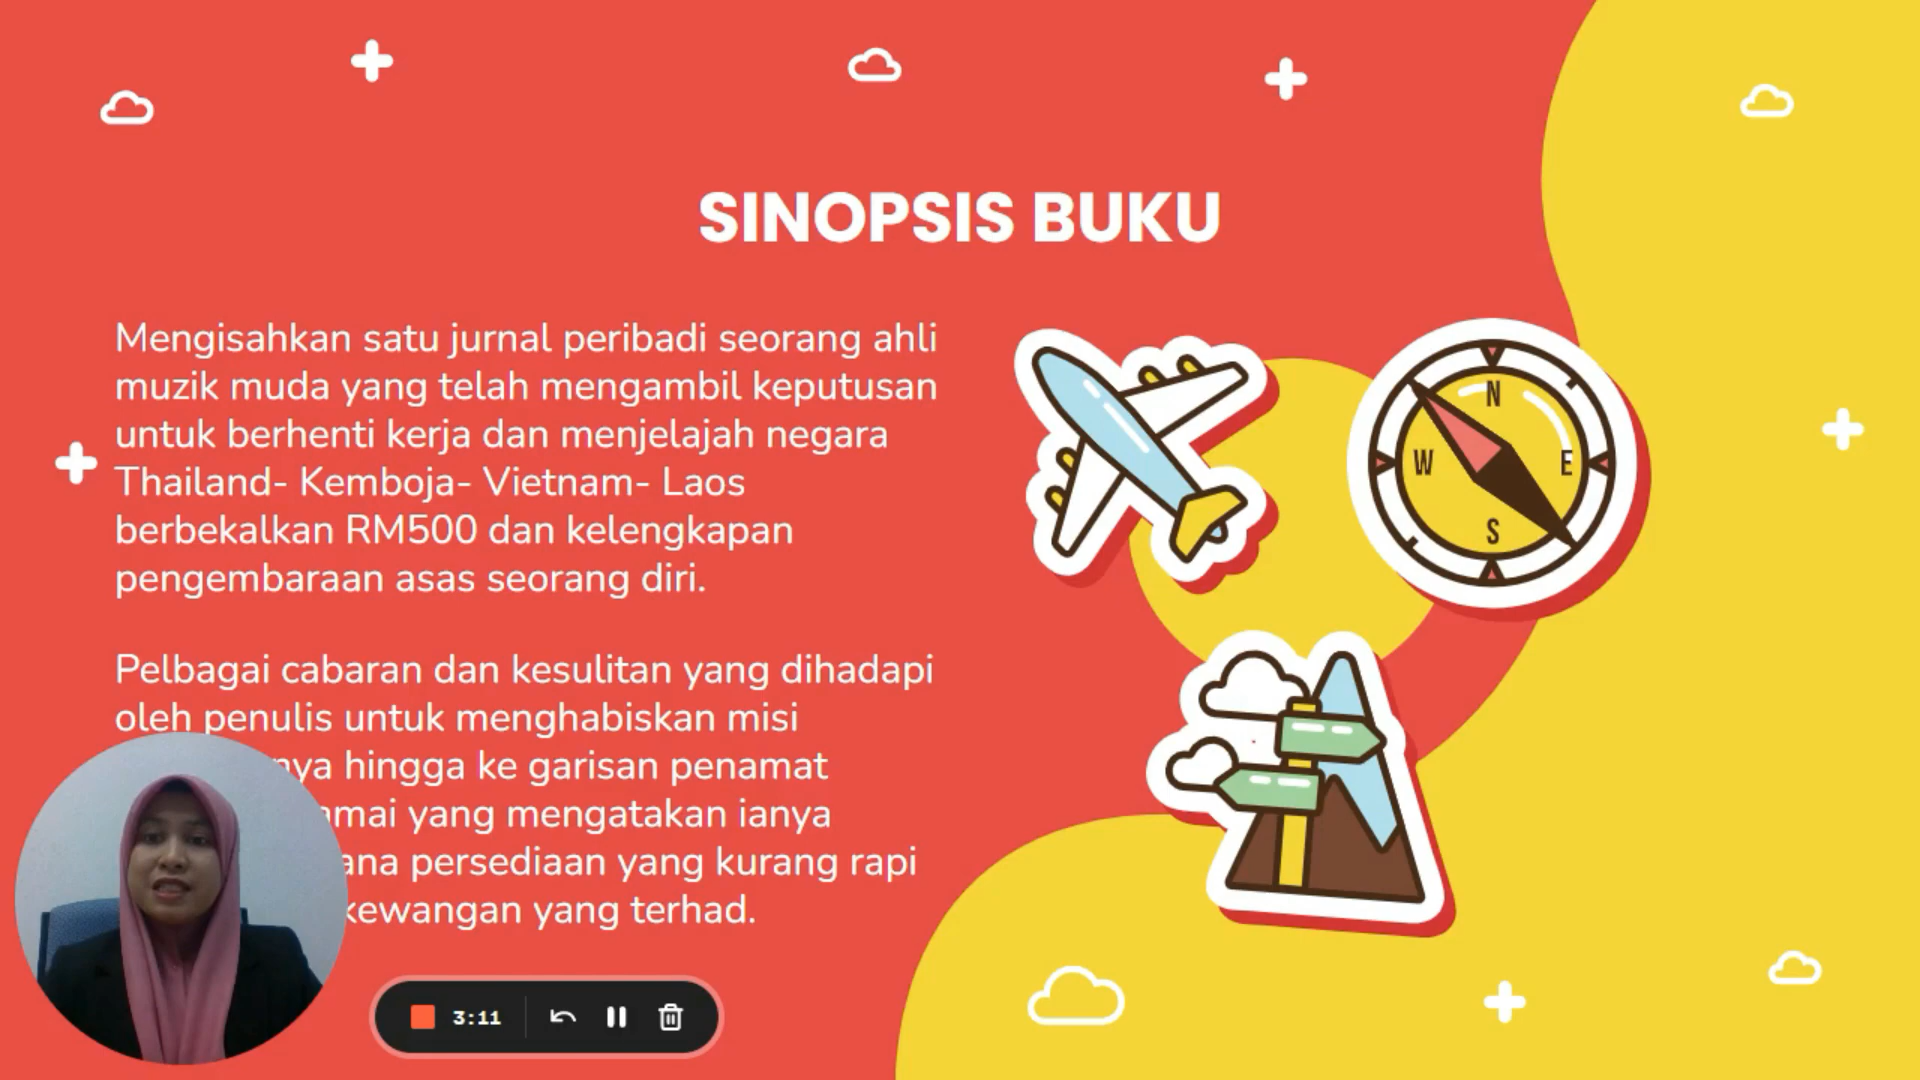 SINOPSIS BUKU
Mengisahkan satu jurnal peribadi seorang ahli
muzik muda yang telah mengambil keputusan
untuk berhenti kerja dan menjelajah negara
Thailand- Kemboja- Vietnam- Laos
berbekalkan RM500 dan kelengkapan
pengembaraan asas seorang diri.
Pelbagai cabaran dan kesulitan yang dihadapi
oleh penulis untuk menghabiskan misi
hingga ke garisan penamat
yang mengatakan ianya
persediaan yang kurang rapi
kewangan yang terhad.
N
W
E
S
3:11